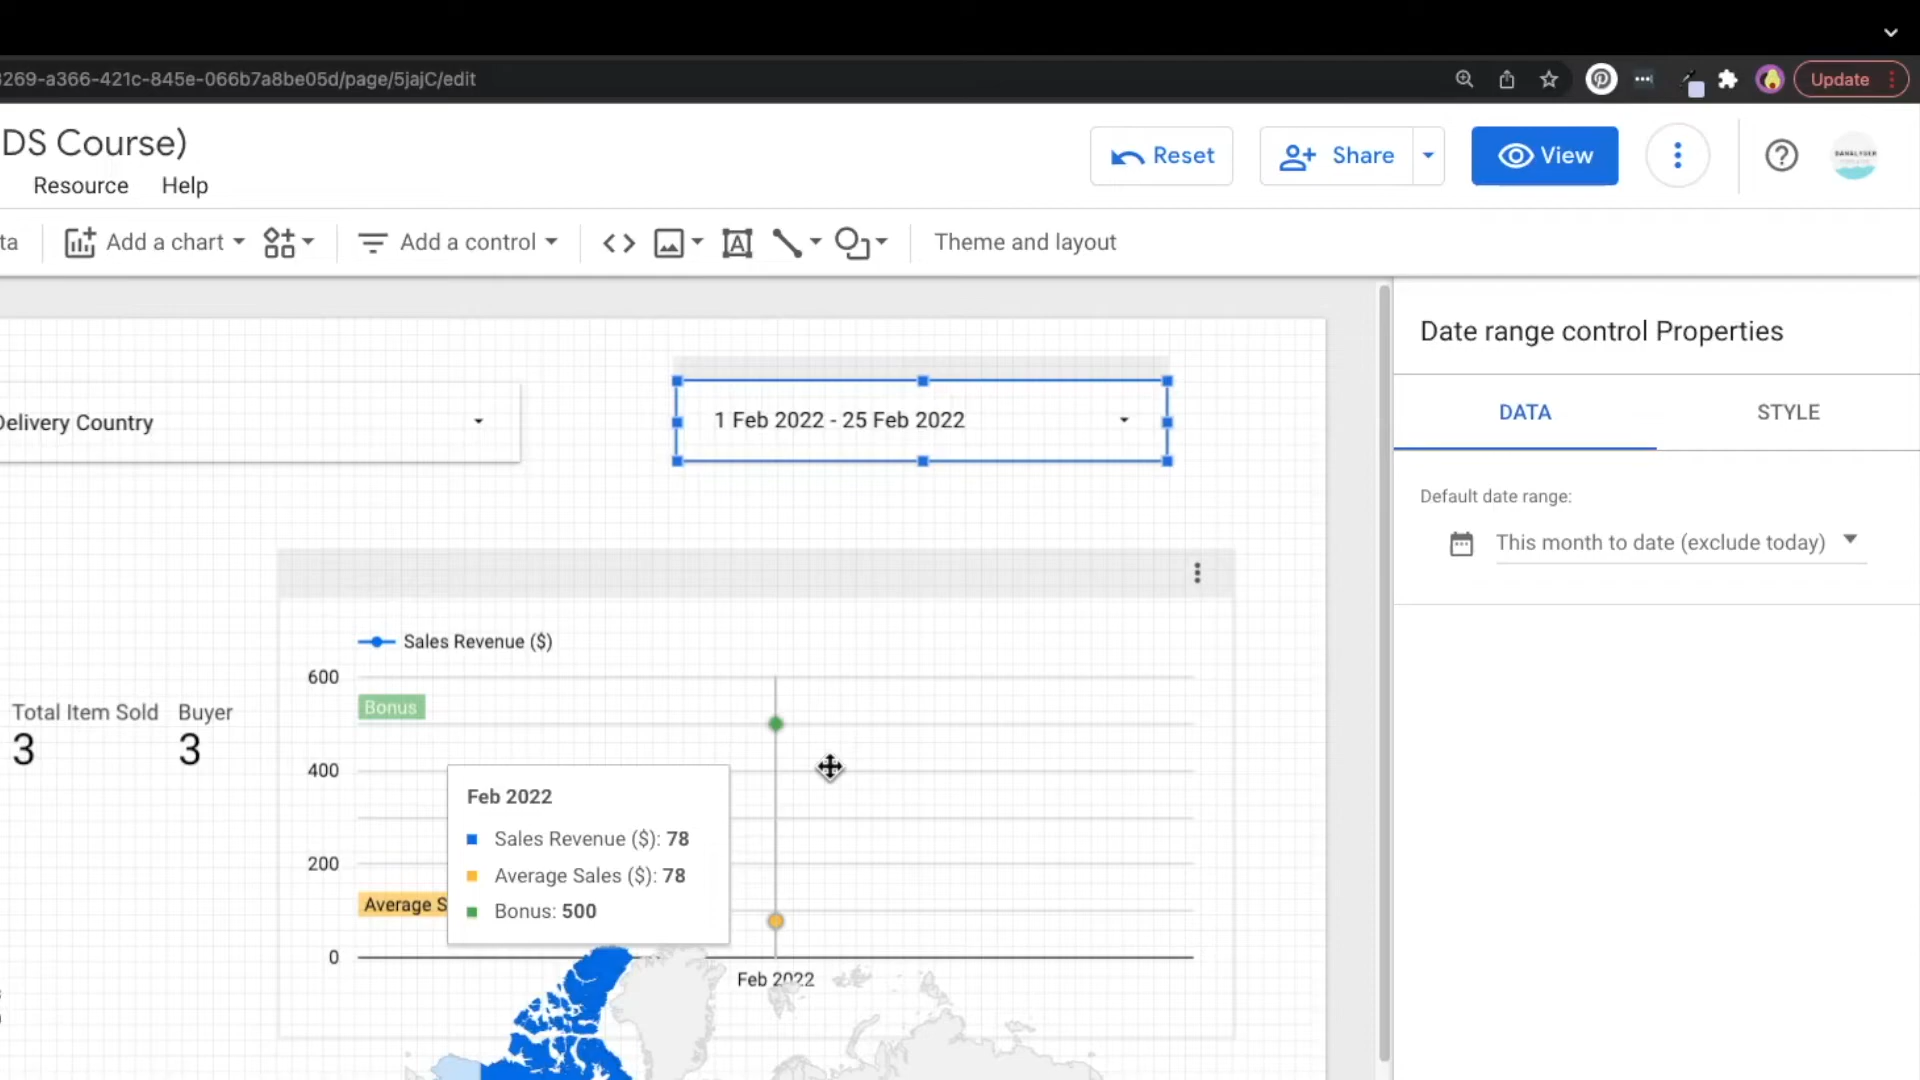 3269-a366-421c-845e-066b7a8be05d/page/5jajC/edit
Update
DS Course)
Resource Help
Reset
Share
View
ta
Add a chart
Add a control
Theme and layout
Delivery Country
1 Feb 2022 - 25 Feb 2022
Date range control Properties
DATA
STYLE
Default date range:
This month to date (exclude today)
Sales Revenue ($)
600
Bonus
Total Item Sold
3
Buyer
3
400
Feb 2022
Sales Revenue ($): 78
Average Sales ($): 78
Bonus: 500
200
Average S
0
Feb 2022